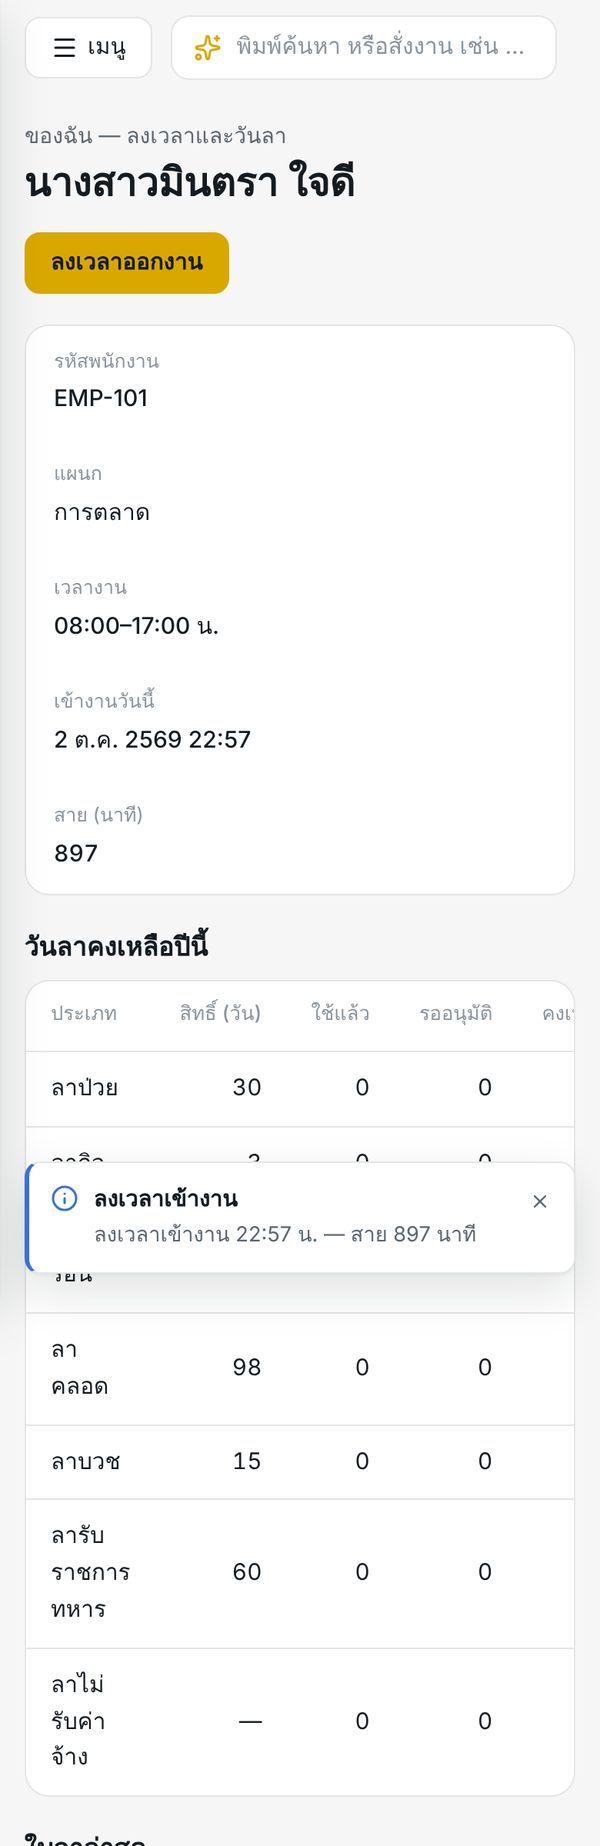 เมนู
พิมพ์ค้นหา หรือสั่งงาน เช่น ...
ของฉัน — ลงเวลาและวันลา
นางสาวมินตรา ใจดี
ลงเวลาออกงาน
รหัสพนักงาน
EMP-101
แผนก
การตลาด
เวลางาน
08:00–17:00 น.
เข้างานวันนี้
2 ต.ค. 2569 22:57
สาย (นาที)
897
วันลาคงเหลือปีนี้
ประเภท สิทธิ์ (วัน) ใช้แล้ว รออนุมัติ
ลาป่วย 30 0 0
ลงเวลาเข้างาน
ลงเวลาเข้างาน 22:57 น. — สาย 897 นาที
ลา
คลอด 98 0 0
ลาบวช 15 0 0
ลารับ
ราชการ
ทหาร 60 0 0
ลาไม่
รับค่า
จ้าง — 0 0